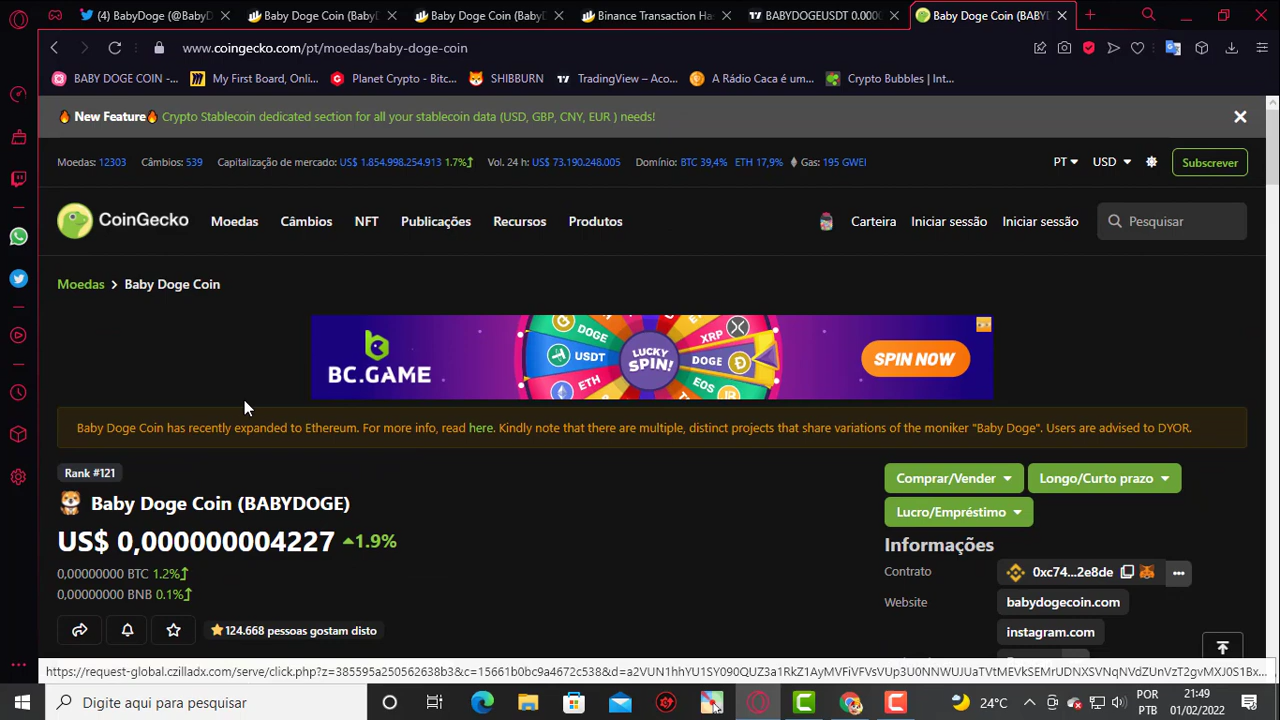 (4) BabyDoge (@BabyD
Baby Doge Coin (BabyD
Baby Doge Coin (BabyD
Binance Transaction Has
BABYDOGEUSDT 0.0000
Baby Doge Coin (BABYD
www.coingecko.com/pt/moedas/baby-doge-coin
BABY DOGE COIN -...
My First Board, Onli...
Planet Crypto - Bitc...
SHIBBURN
TradingView – Aco...
A Rádio Caca é um...
Crypto Bubbles | Int...
🔥 New Feature🔥 Crypto Stablecoin dedicated section for all your stablecoin data (USD, GBP, CNY, EUR ) needs!
Moedas: 12303 Câmbios: 539 Capitalização de mercado: US$ 1.854.998.254.913 1.7% Vol. 24 h: US$ 73.190.248.005 Domínio: BTC 39,4% ETH 17,9% Gas: 195 GWEI
PT USD Subscrever
CoinGecko Moedas Câmbios NFT Publicações Recursos Produtos Carteira Iniciar sessão Iniciar sessão Pesquisar
Moedas > Baby Doge Coin
BC.GAME
DOGE
USDT
ETH
LUCKY SPIN!
XRP
DOGE
EOS
SPIN NOW
Baby Doge Coin has recently expanded to Ethereum. For more info, read here. Kindly note that there are multiple, distinct projects that share variations of the moniker "Baby Doge". Users are advised to DYOR.
Rank #121
Baby Doge Coin (BABYDOGE)
US$ 0,000000004227 1.9%
0,00000000 BTC 1.2%
0,00000000 BNB 0.1%
124.668 pessoas gostam disto
Comprar/Vender
Longo/Curto prazo
Lucro/Empréstimo
Informações
Contrato 0xc74...2e8de
Website babydogecoin.com
instagram.com
Digite aqui para pesquisar
24°C
POR
PTB
21:49
01/02/2022